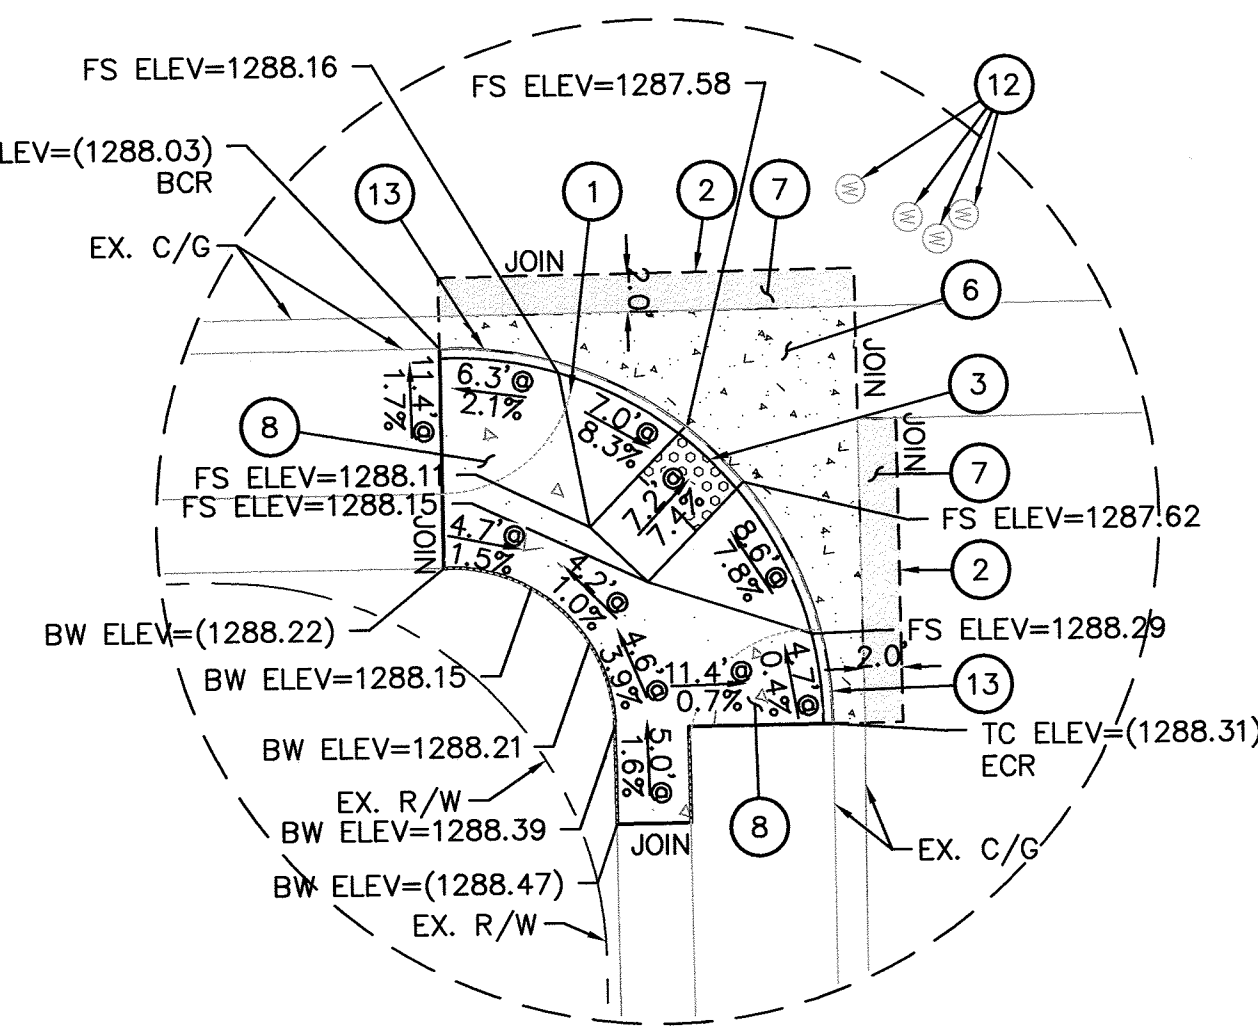 FS ELEV=1288.16
FS ELEV=1287.58
12
LEV=(1288.03)
BCR
13
1
2
7
W
W
W
W
EX. C/G
JOIN
2.0'
6
JOIN
3
11.4'@
1.7%
6.3'@
2.1%
7.0'@
8.3%
8
JOIN
7
FS ELEV=1288.11
FS ELEV=1288.15
7.2'@
7.4%
FS ELEV=1287.62
JOIN
4.7'@
1.5%
8.6'@
7.8%
2
4.2'@
1.0%
BW ELEV=(1288.22)
FS ELEV=1288.29
4.6'@
3.9%
2.0'
BW ELEV=1288.15
11.4'@
0.7%
4.7'@
0.4%
13
BW ELEV=1288.21
TC ELEV=(1288.31)
ECR
5.0'@
1.6%
EX. R/W
BW ELEV=1288.39
8
JOIN
EX. C/G
BW ELEV=(1288.47)
EX. R/W